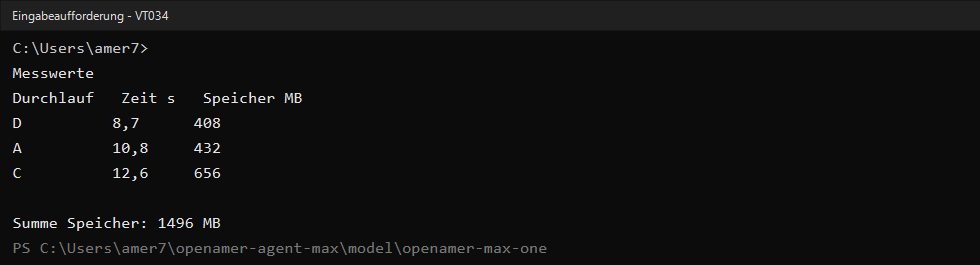 Eingabeaufforderung - VT034
C:\Users\amer7>
Messwerte
Durchlauf   Zeit s   Speicher MB
D          8,7      408
A          10,8     432
C          12,6     656
Summe Speicher: 1496 MB
PS C:\Users\amer7\openamer-agent-max\model\openamer-max-one